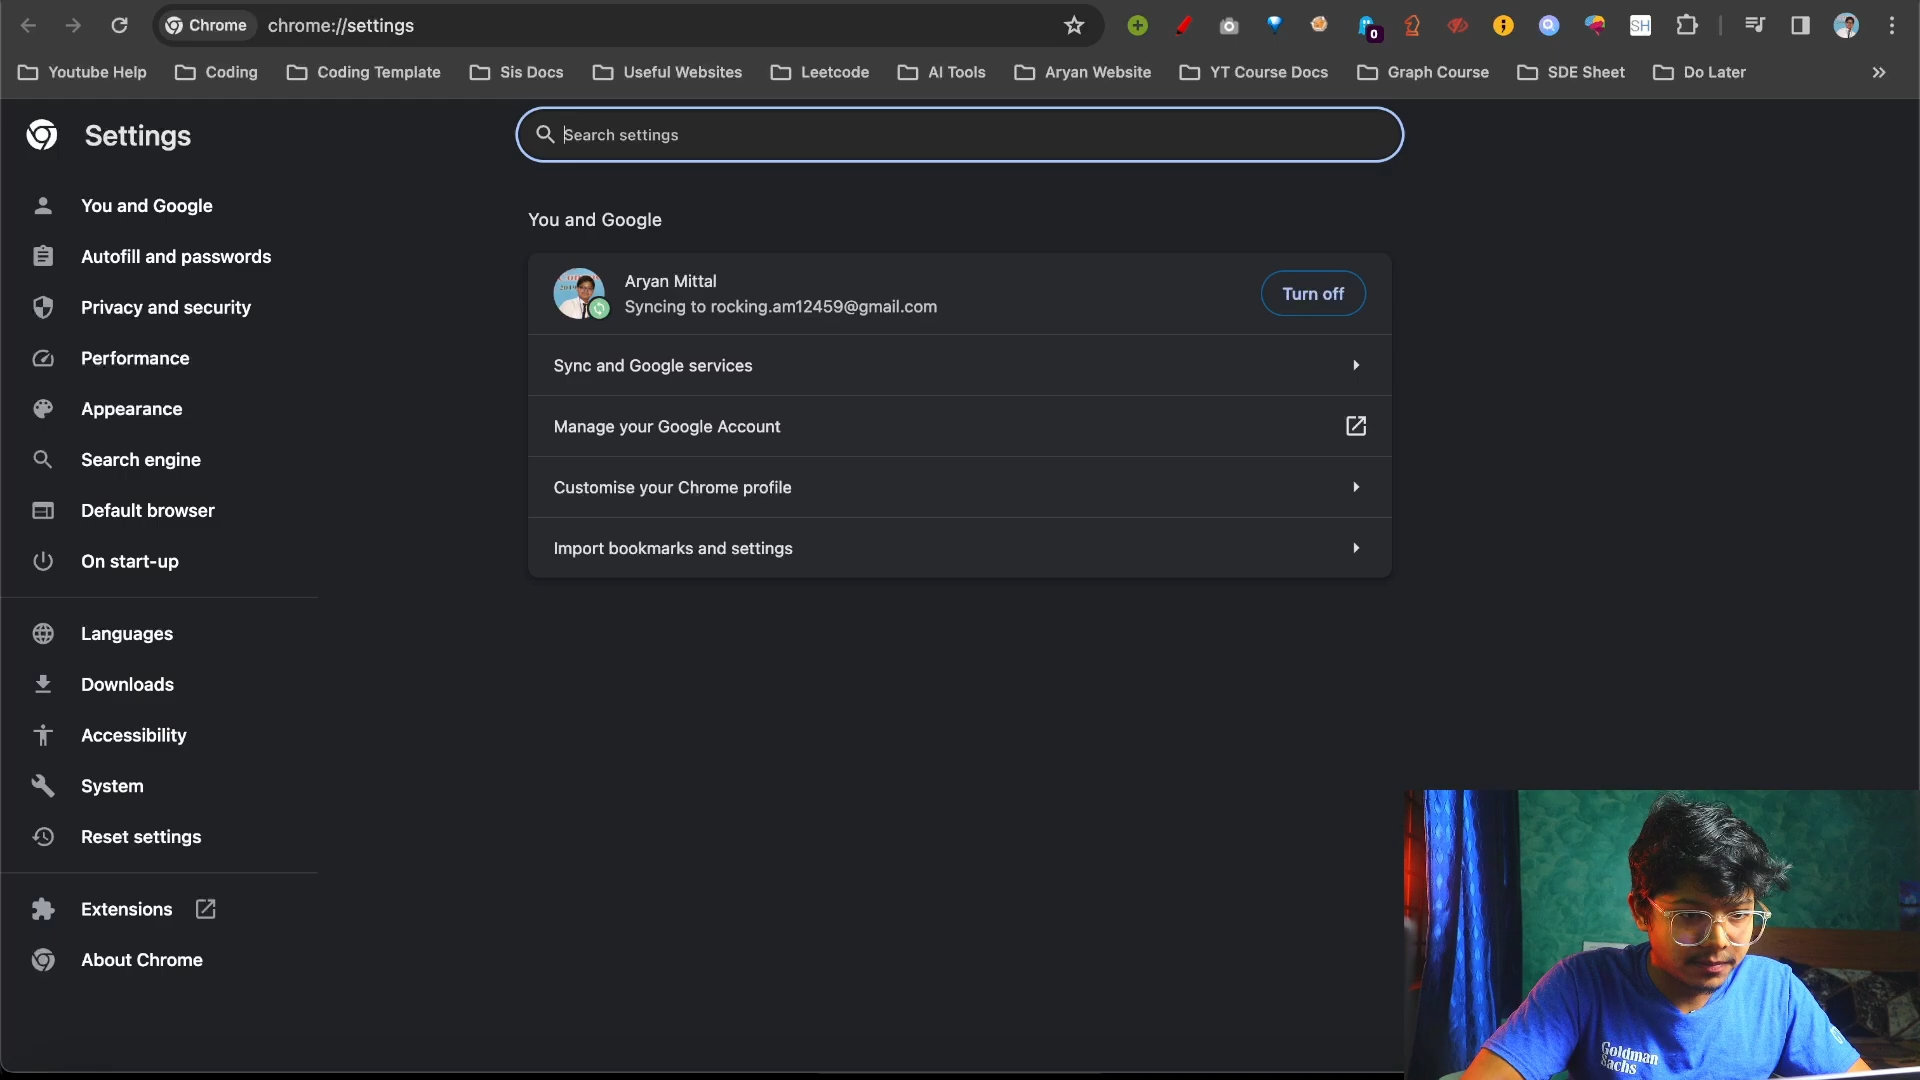 Chrome
chrome://settings
0
SH
Youtube Help
Coding
Coding Template
Sis Docs
Useful Websites
Leetcode
AI Tools
Aryan Website
YT Course Docs
Graph Course
SDE Sheet
Do Later
»
Settings
Search settings
You and Google
Autofill and passwords
Privacy and security
Performance
Appearance
Search engine
Default browser
On start-up
Languages
Downloads
Accessibility
System
Reset settings
Extensions
About Chrome
You and Google
Aryan Mittal
Syncing to rocking.am12459@gmail.com
Turn off
Sync and Google services
Manage your Google Account
Customise your Chrome profile
Import bookmarks and settings
Goldman
Sachs